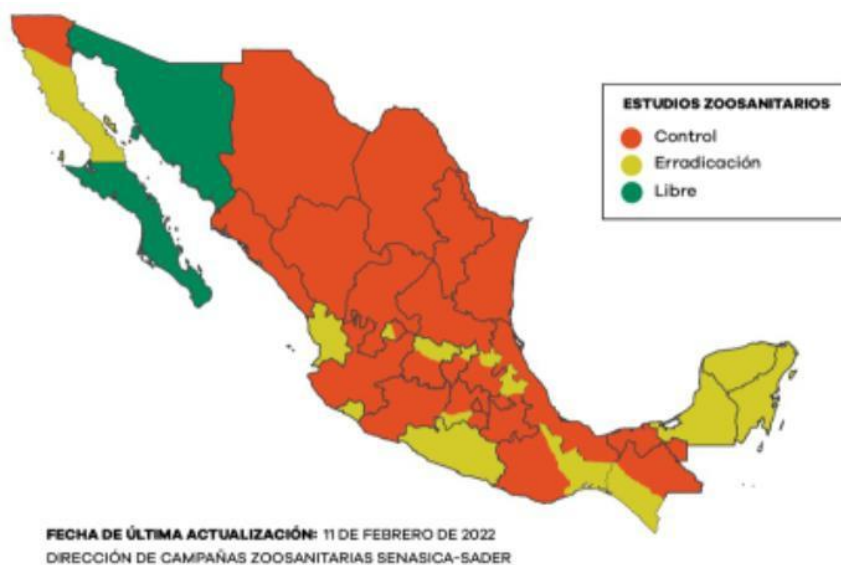 ESTUDIOS ZOOSANITARIOS
Control
Erradicación
Libre
FECHA DE ÚLTIMA ACTUALIZACIÓN: 11 DE FEBRERO DE 2022
DIRECCIÓN DE CAMPAÑAS ZOOSANITARIAS SENASICA-SADER